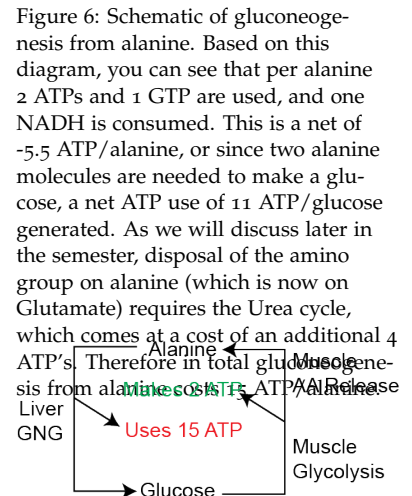 Figure 6: Schematic of gluconeoge-
nesis from alanine. Based on this
diagram, you can see that per alanine
2 ATPs and 1 GTP are used, and one
NADH is consumed. This is a net of
-5.5 ATP/alanine, or since two alanine
molecules are needed to make a glu-
cose, a net ATP use of 11 ATP/glucose
generated. As we will discuss later in
the semester, disposal of the amino
group on alanine (which is now on
Glutamate) requires the Urea cycle,
which comes at a cost of an additional 4
ATP's. Therefore in total gluconeogene-
sis from alanine costs 15 ATP/alanine.
Alanine
Muscle
AA Release
Makes 2 ATP
Liver
GNG
Uses 15 ATP
Muscle
Glycolysis
Glucose